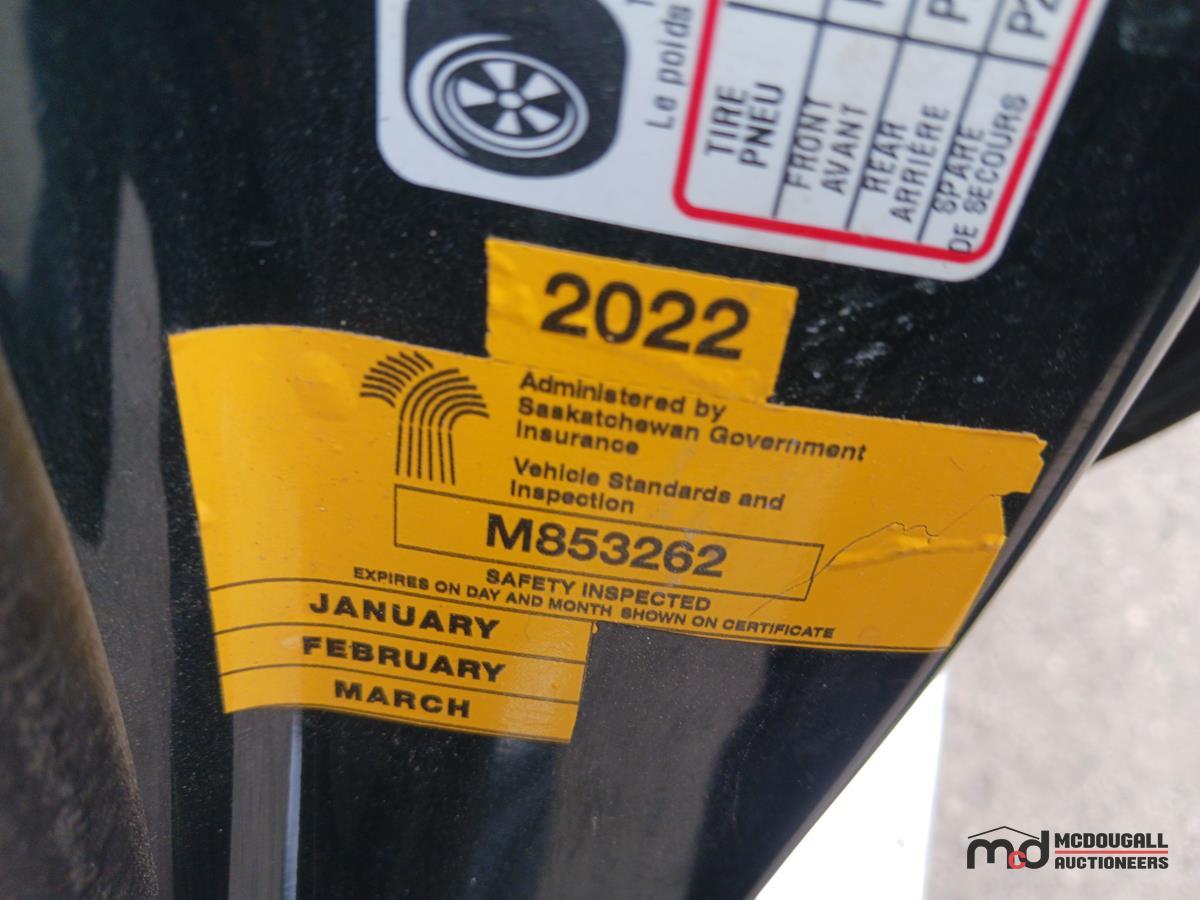 Le poids
TIRE
PNEU
FRONT
AVANT
REAR
ARRIÈRE
SPARE
DE SECOURS
2022
Administered by
Saskatchewan Government
Insurance
Vehicle Standards and
Inspection
M853262
SAFETY INSPECTED
EXPIRES ON DAY AND MONTH SHOWN ON CERTIFICATE
JANUARY
FEBRUARY
MARCH
mcd MCDOUGALL
AUCTIONEERS